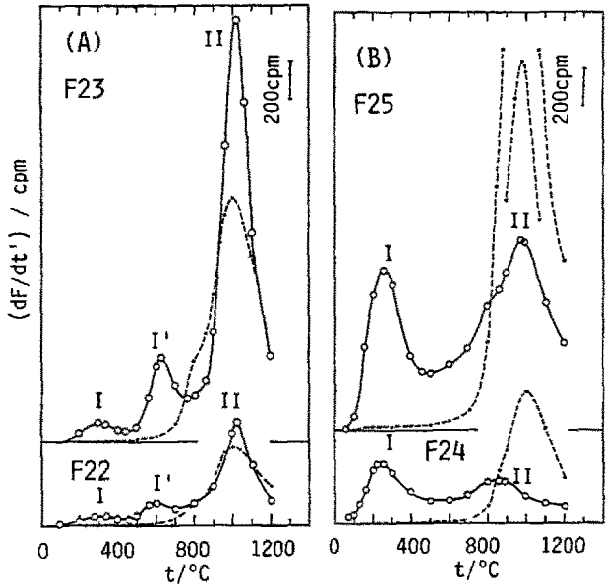 (A)
F23
II
200cpm
I
I'
F22
I
I'
II
(dF/dt') / cpm
0 400 800 1200
t/°C
(B)
F25
200cpm
I
II
F24
I
II
0 400 800 1200
t/°C